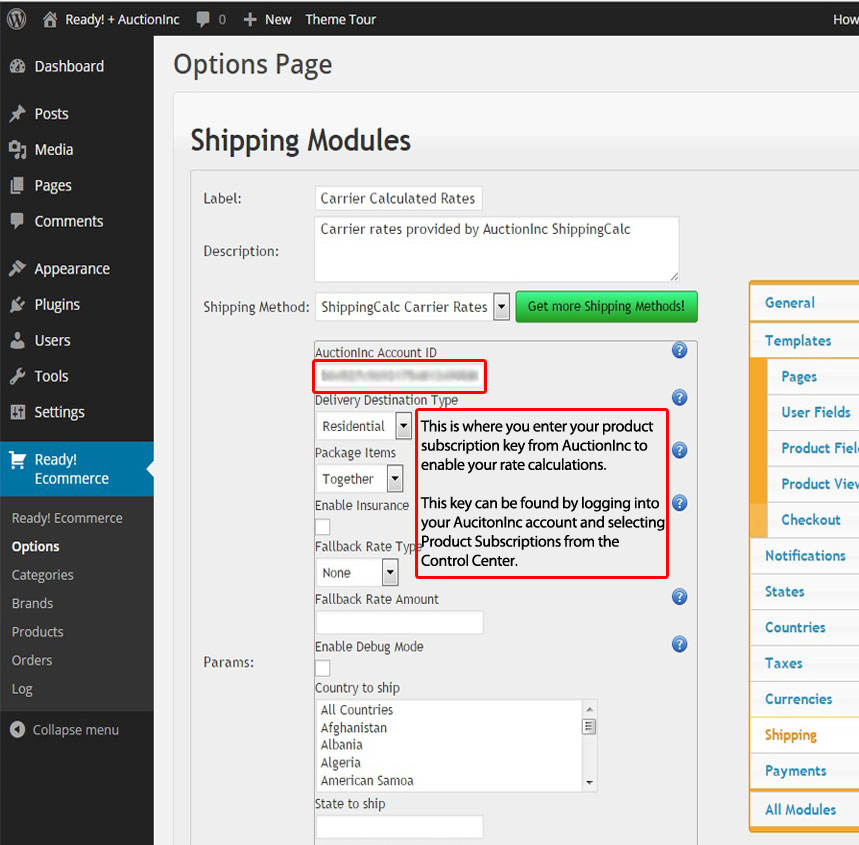 Ready! + AuctionInc 0 New Theme Tour How
Dashboard
Posts
Media
Pages
Comments
Appearance
Plugins
Users
Tools
Settings
Ready!
Ecommerce
Ready! Ecommerce
Options
Categories
Brands
Products
Orders
Log
Collapse menu
Options Page
Shipping Modules
Label: Carrier Calculated Rates
Description: Carrier rates provided by AuctionInc ShippingCalc
Shipping Method: ShippingCalc Carrier Rates Get more Shipping Methods!
Params:
AuctionInc Account ID
Delivery Destination Type
Residential
Package Items
Together
Enable Insurance
Fallback Rate Type
None
Fallback Rate Amount
Enable Debug Mode
Country to ship
All Countries
Afghanistan
Albania
Algeria
American Samoa
State to ship
This is where you enter your product
subscription key from AuctionInc to
enable your rate calculations.
This key can be found by logging into
your AucitonInc account and selecting
Product Subscriptions from the
Control Center.
General
Templates
Pages
User Fields
Product Fiel
Product View
Checkout
Notifications
States
Countries
Taxes
Currencies
Shipping
Payments
All Modules